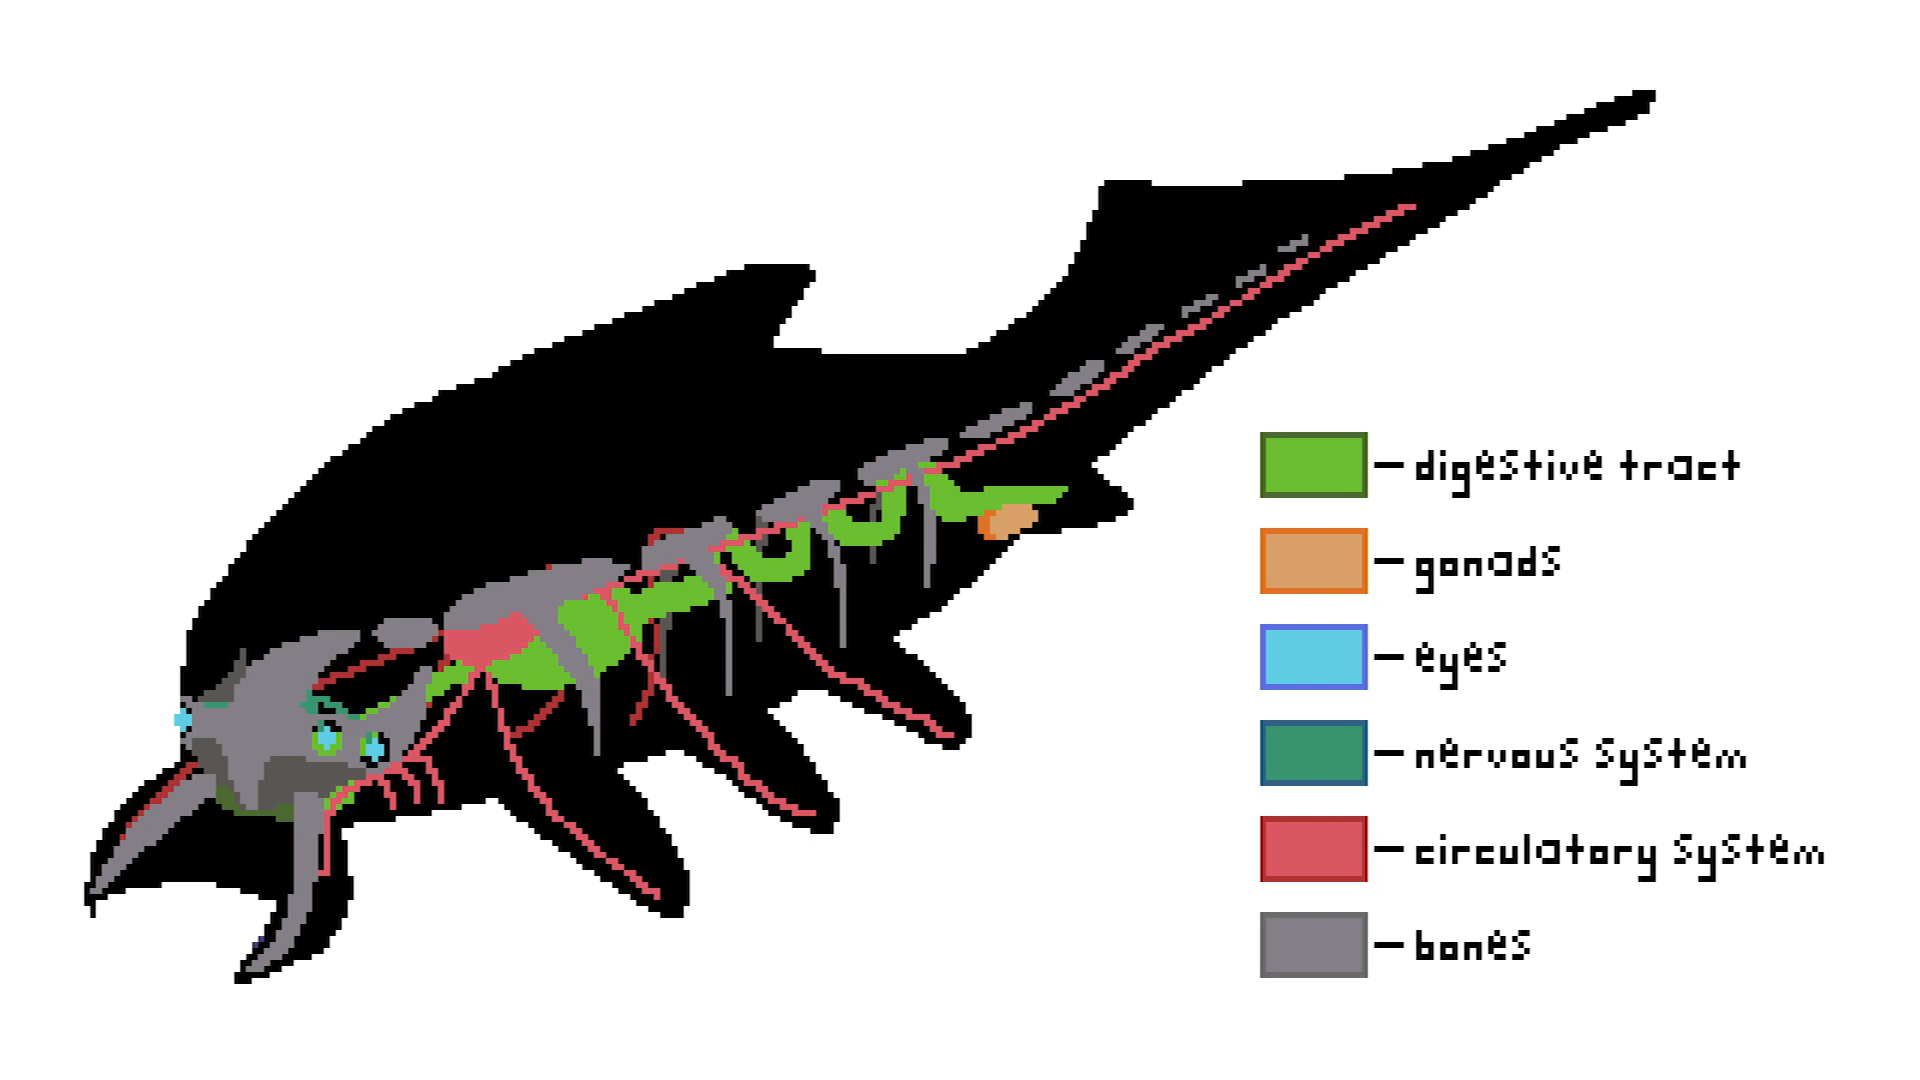 digestive tract
gonads
eyes
nervous system
circulatory system
bones